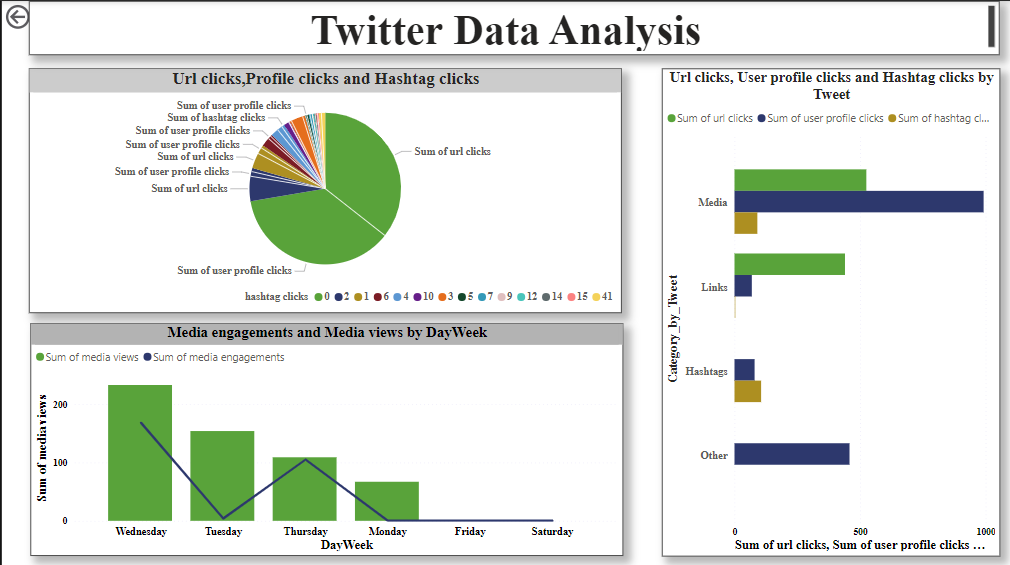 Twitter Data Analysis
Url clicks,Profile clicks and Hashtag clicks
Sum of user profile clicks
Sum of hashtag clicks
Sum of user profile clicks
Sum of user profile clicks
Sum of url clicks
Sum of user profile clicks
Sum of url clicks
Sum of url clicks
Sum of user profile clicks
hashtag clicks 0 2 1 6 4 10 3 5 7 9 12 14 15 41
Media engagements and Media views by DayWeek
Sum of media views Sum of media engagements
Sum of mediaviews
200
100
0
Wednesday Tuesday Thursday Monday Friday Saturday
DayWeek
Url clicks, User profile clicks and Hashtag clicks by
Tweet
Sum of url clicks Sum of user profile clicks Sum of hashtag cl...
Category_by_Tweet
Media
Links
Hashtags
Other
0 500 1000
Sum of url clicks, Sum of user profile clicks ...